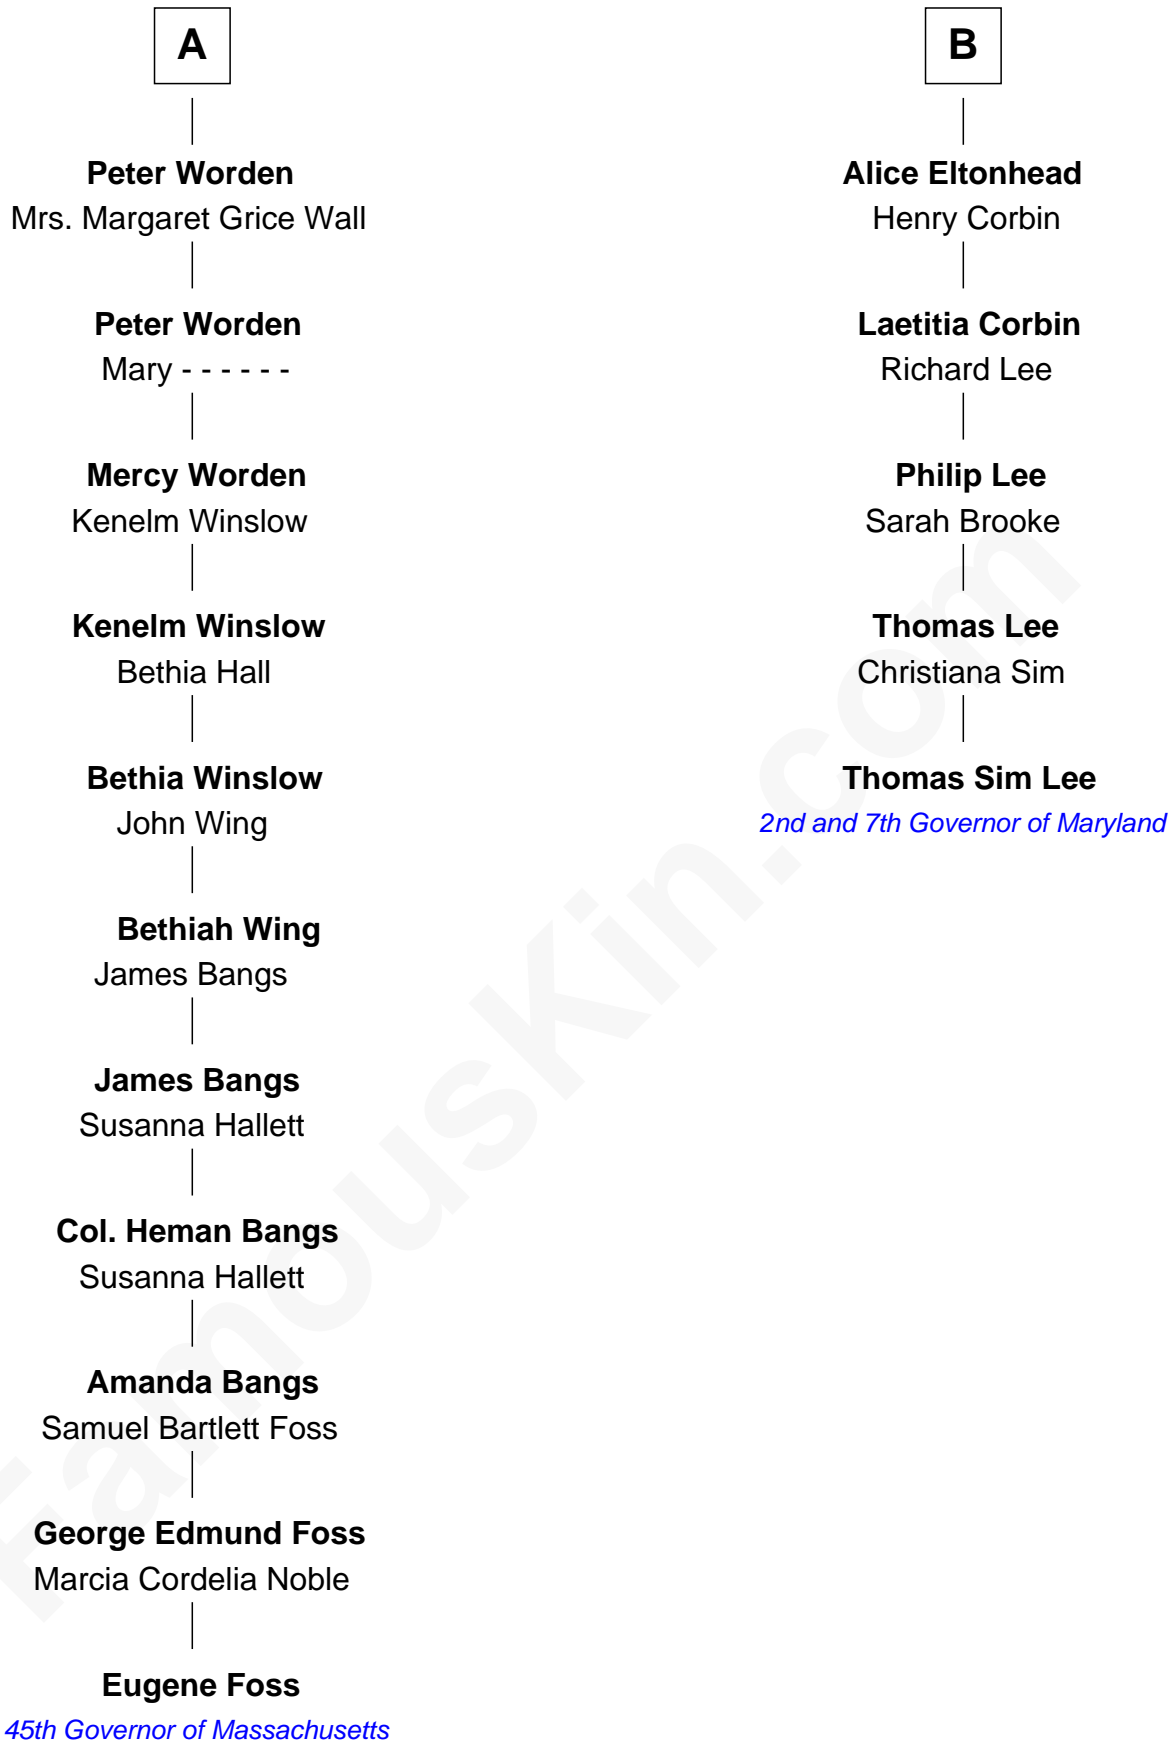 A
Peter Worden
Mrs. Margaret Grice Wall
Peter Worden
Mary - - - - - -
Mercy Worden
Kenelm Winslow
Kenelm Winslow
Bethia Hall
Bethia Winslow
John Wing
Bethiah Wing
James Bangs
James Bangs
Susanna Hallett
Col. Heman Bangs
Susanna Hallett
Amanda Bangs
Samuel Bartlett Foss
George Edmund Foss
Marcia Cordelia Noble
Eugene Foss
45th Governor of Massachusetts
B
Alice Eltonhead
Henry Corbin
Laetitia Corbin
Richard Lee
Philip Lee
Sarah Brooke
Thomas Lee
Christiana Sim
Thomas Sim Lee
2nd and 7th Governor of Maryland
FamousKin.com